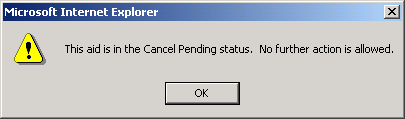 Microsoft Internet Explorer
This aid is in the Cancel Pending status.  No further action is allowed.
OK